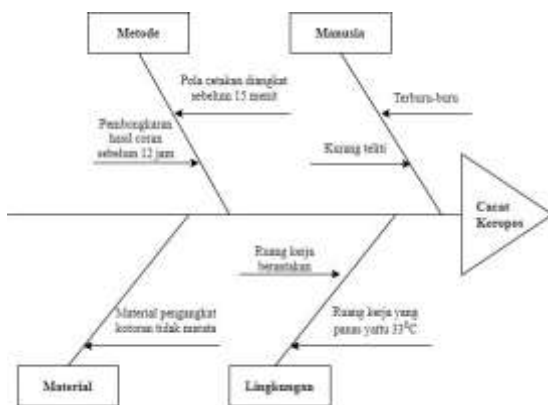 Metode
Manusia
Pola cetakan diangkat
sebelum 15 menit
Terburu-buru
Pembongkaran
hasil coran
sebelum 12 jam
Kurang teliti
Cacat
Keropos
Ruang kerja
berantakan
Material pengangkat
kotoran tidak merata
Ruang kerja yang
panas yaitu 33⁰C
Material
Lingkungan